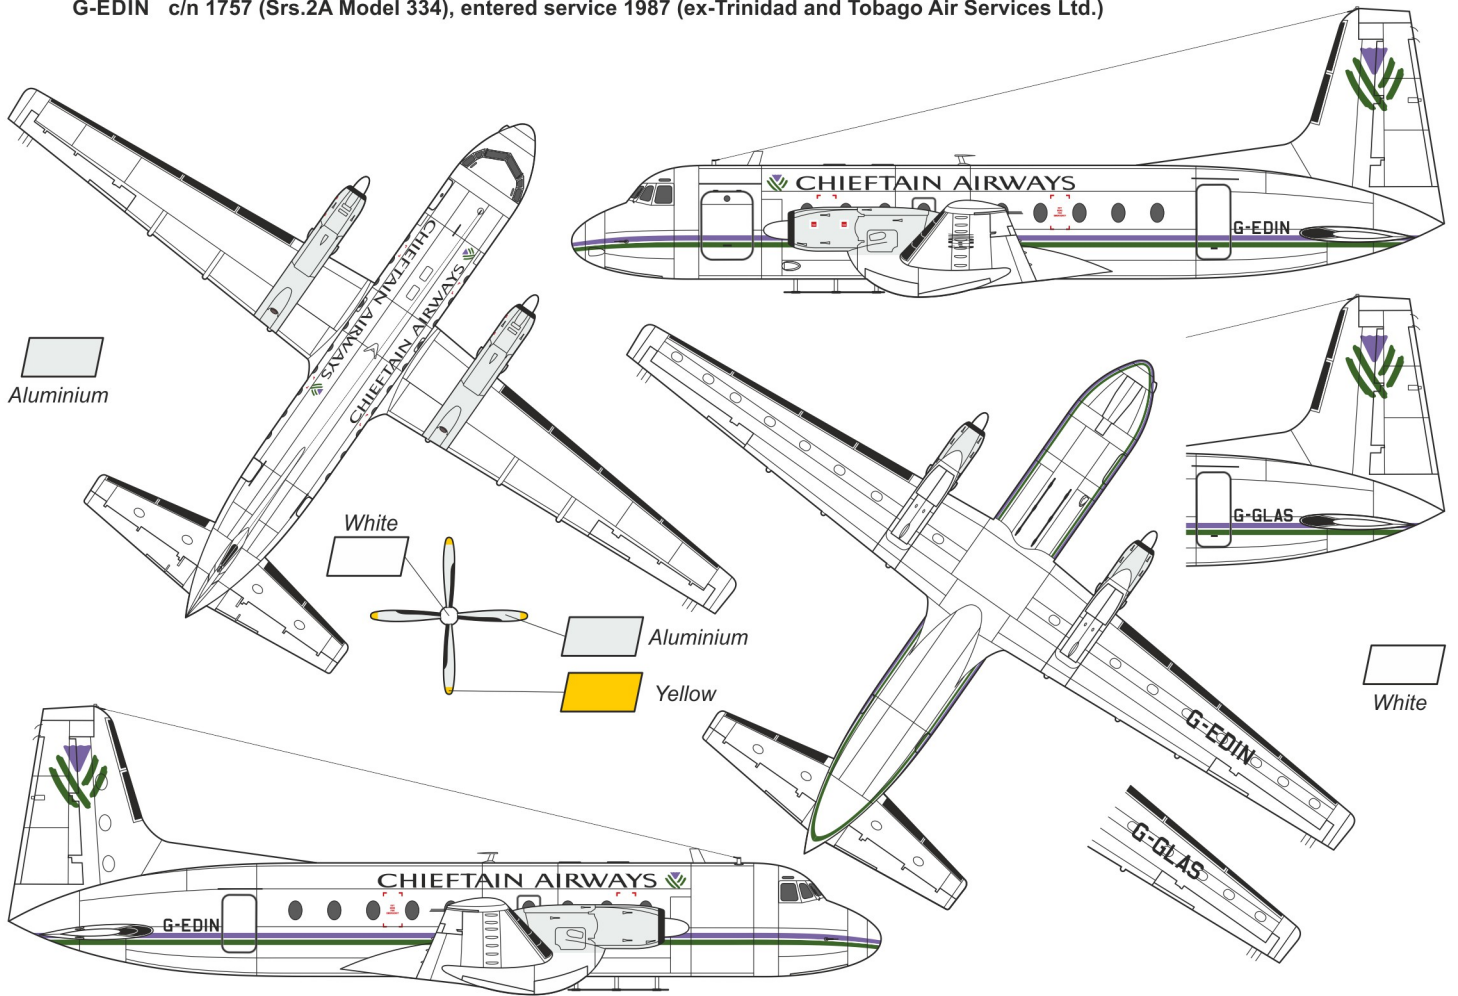 G-EDIN c/n 1757 (Srs.2A Model 334), entered service 1987 (ex-Trinidad and Tobago Air Services Ltd.)
CHIEFTAIN AIRWAYS
G-EDIN
CHIEFTAIN AIRWAYS
CHIEFTAIN AIRWAYS
Aluminium
G-GLAS
White
Aluminium
Yellow
White
G-EDIN
G-GLAS
CHIEFTAIN AIRWAYS
G-EDIN